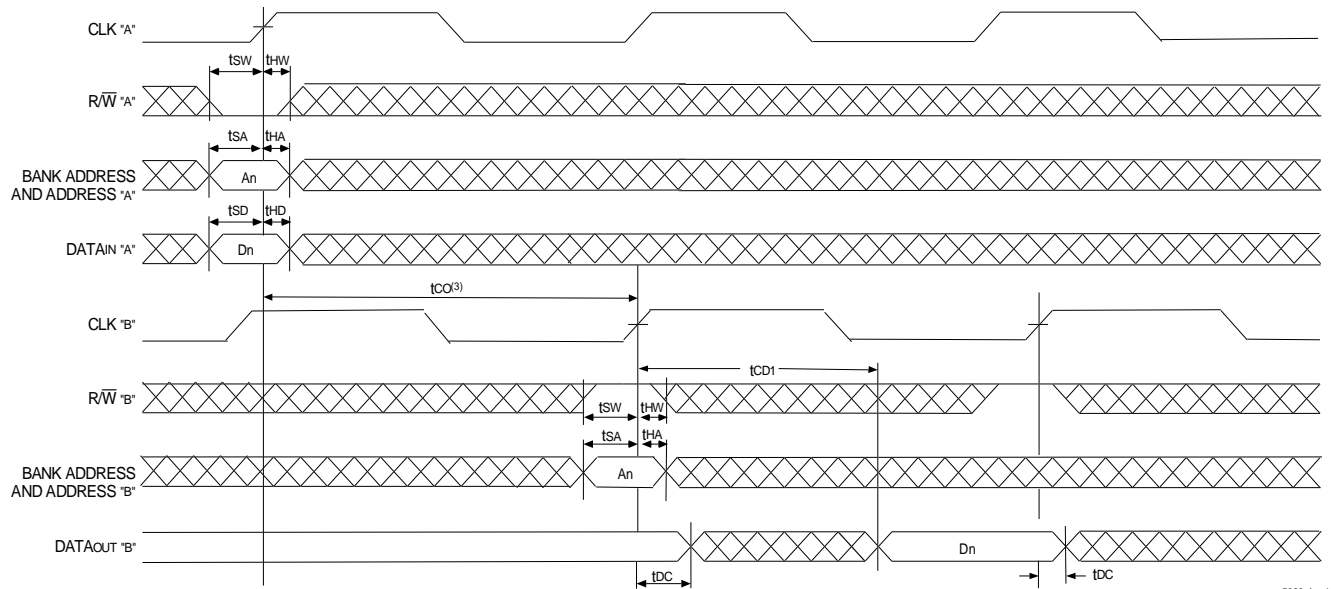 CLK "A"
tSW tHW
R/W̅ "A"
tSA tHA
BANK ADDRESS
AND ADDRESS "A"
An
tSD tHD
DATAIN "A"
Dn
tCO(3)
CLK "B"
tCD1
R/W̅ "B"
tSW tHW
tSA tHA
BANK ADDRESS
AND ADDRESS "B"
An
DATAOUT "B"
Dn
tDC
tDC